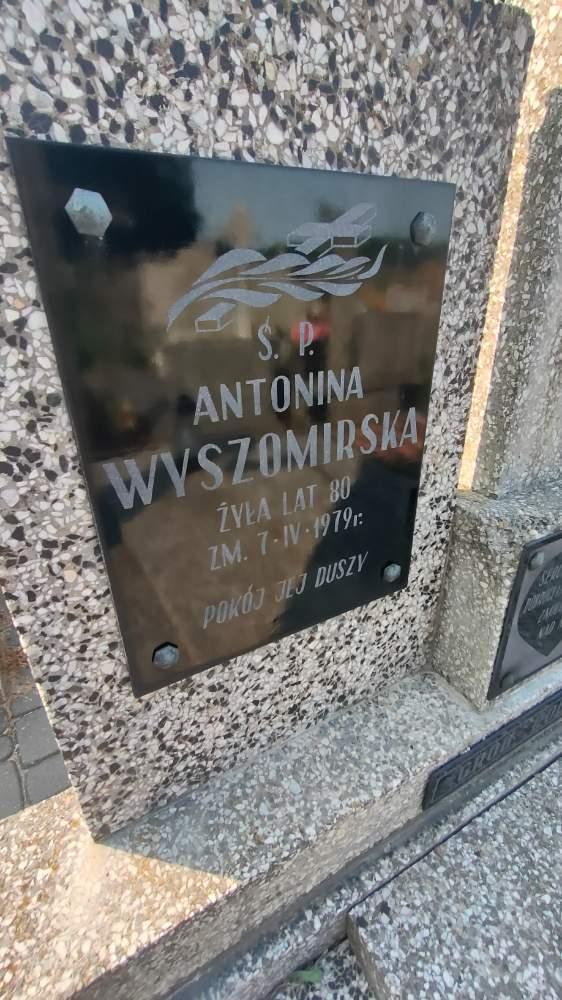 Ś. P.
ANTONINA
WYSZOMIRSKA
ŻYŁA LAT 80
ZM. 7·IV·1979r.
POKÓJ JEJ DUSZY